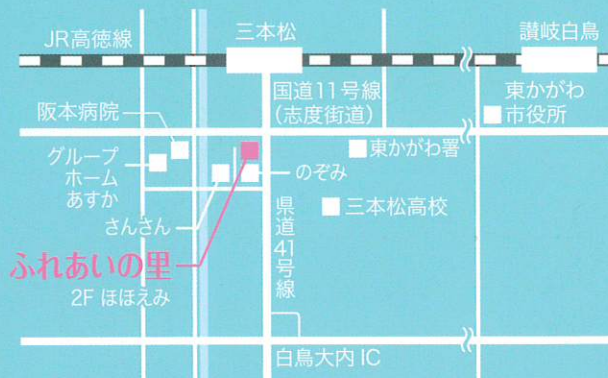 JR高徳線
三本松
讃岐白鳥
国道11号線
(志度街道)
東かがわ
市役所
阪本病院
グループ
ホーム
あすか
東かがわ署
のぞみ
さんさん
三本松高校
県道41号線
ふれあいの里
2F ほほえみ
白鳥大内 IC